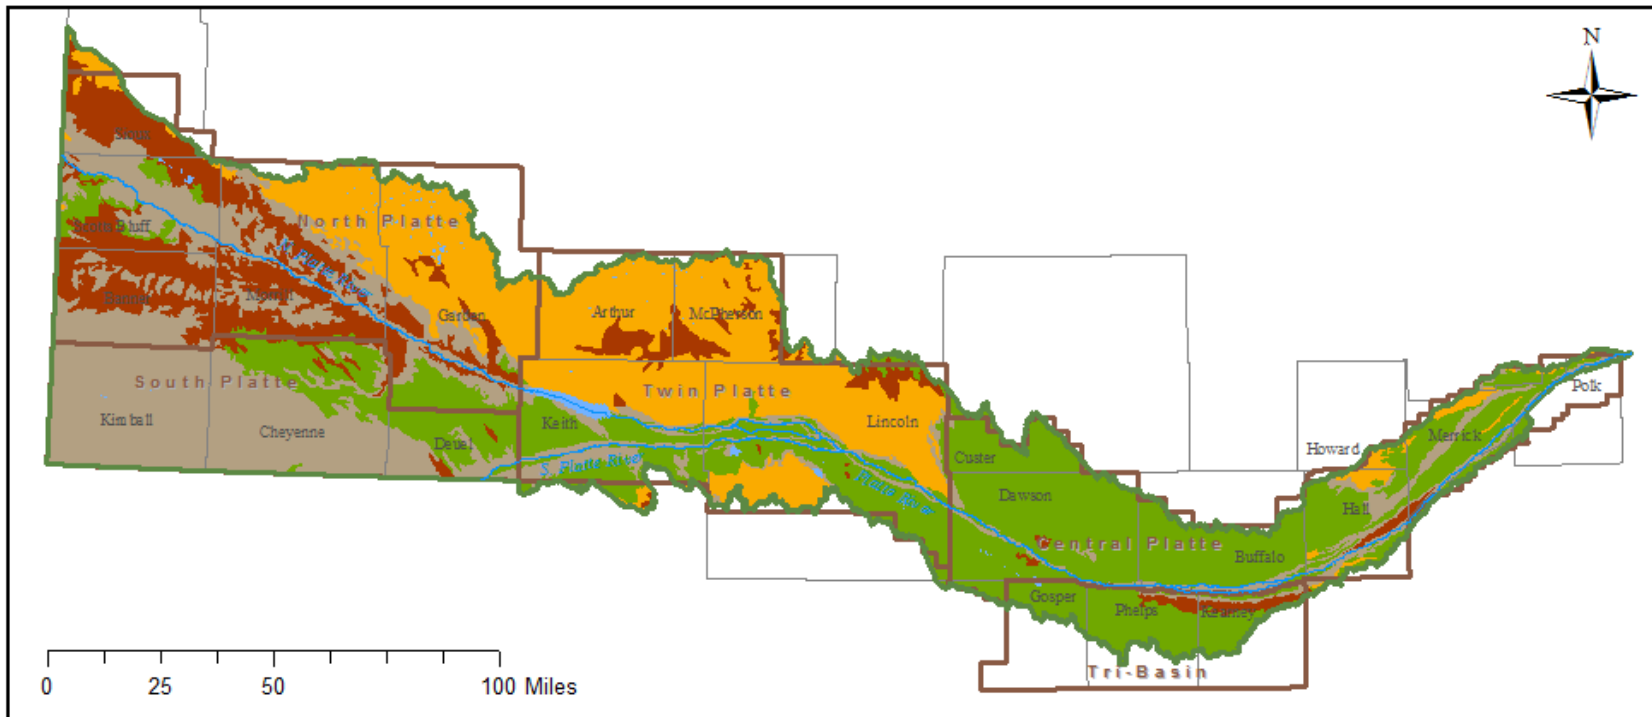 N
Sioux
North Platte
Scotts Bluff
N. Platte River
Banner
Morrill
Garden
Arthur
McPherson
South Platte
Twin Platte
Polk
Kimball
Cheyenne
Deuel
Keith
Lincoln
Merrick
Howard
S. Platte River
Custer
Platte River
Dawson
Hall
Central Platte
Buffalo
Gosper
Phelps
Kearney
Tri-Basin
0 25 50 100 Miles